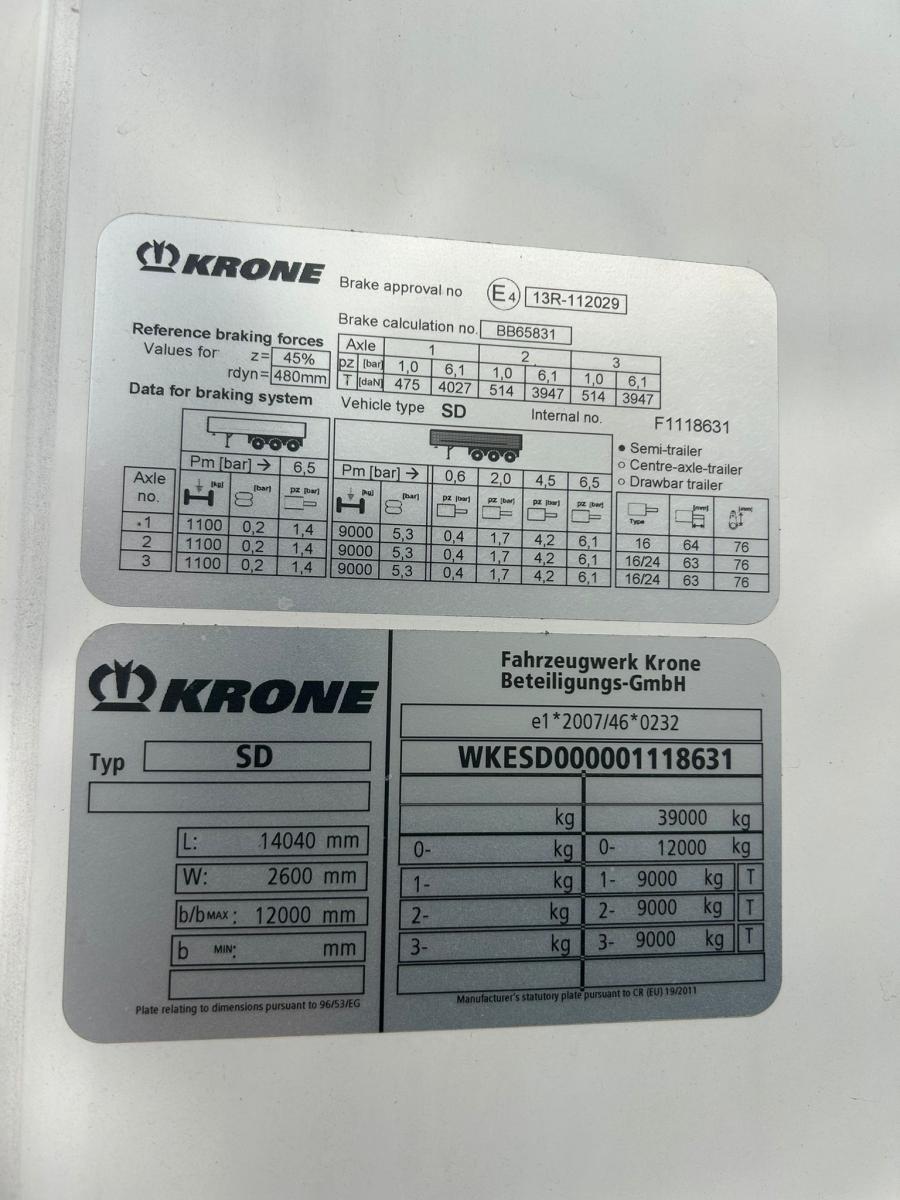 KRONE
Brake approval no E4 13R-112029
Brake calculation no. BB65831
Reference braking forces
Values for z= 45%
rdyn= 480mm
Axle 1 2 3
pz [bar] 1,0 6,1 1,0 6,1 1,0 6,1
T [daN] 475 4027 514 3947 514 3947
Data for braking system
Vehicle type SD Internal no. F1118631
• Semi-trailer
○ Centre-axle-trailer
○ Drawbar trailer
Pm [bar] → 6,5 Pm [bar] → 0,6 2,0 4,5 6,5
Axle no. [kg] [bar] pz [bar] [kg] [bar] pz [bar] pz [bar] pz [bar] pz [bar] Type [mm] [mm]
1 1100 0,2 1,4 9000 5,3 0,4 1,7 4,2 6,1 16 64 76
2 1100 0,2 1,4 9000 5,3 0,4 1,7 4,2 6,1 16/24 63 76
3 1100 0,2 1,4 9000 5,3 0,4 1,7 4,2 6,1 16/24 63 76
KRONE
Typ SD
L: 14040 mm
W: 2600 mm
b/b MAX: 12000 mm
b MIN: mm
Plate relating to dimensions pursuant to 96/53/EG
Fahrzeugwerk Krone
Beteiligungs-GmbH
e1*2007/46*0232
WKESD000001118631
kg 39000 kg
0- kg 0- 12000 kg
1- kg 1- 9000 kg T
2- kg 2- 9000 kg T
3- kg 3- 9000 kg T
Manufacturer's statutory plate pursuant to CR (EU) 19/2011